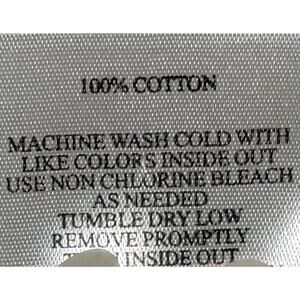 100% COTTON
MACHINE WASH COLD WITH
LIKE COLORS INSIDE OUT
USE NON CHLORINE BLEACH
AS NEEDED
TUMBLE DRY LOW
REMOVE PROMPTLY
INSIDE OUT